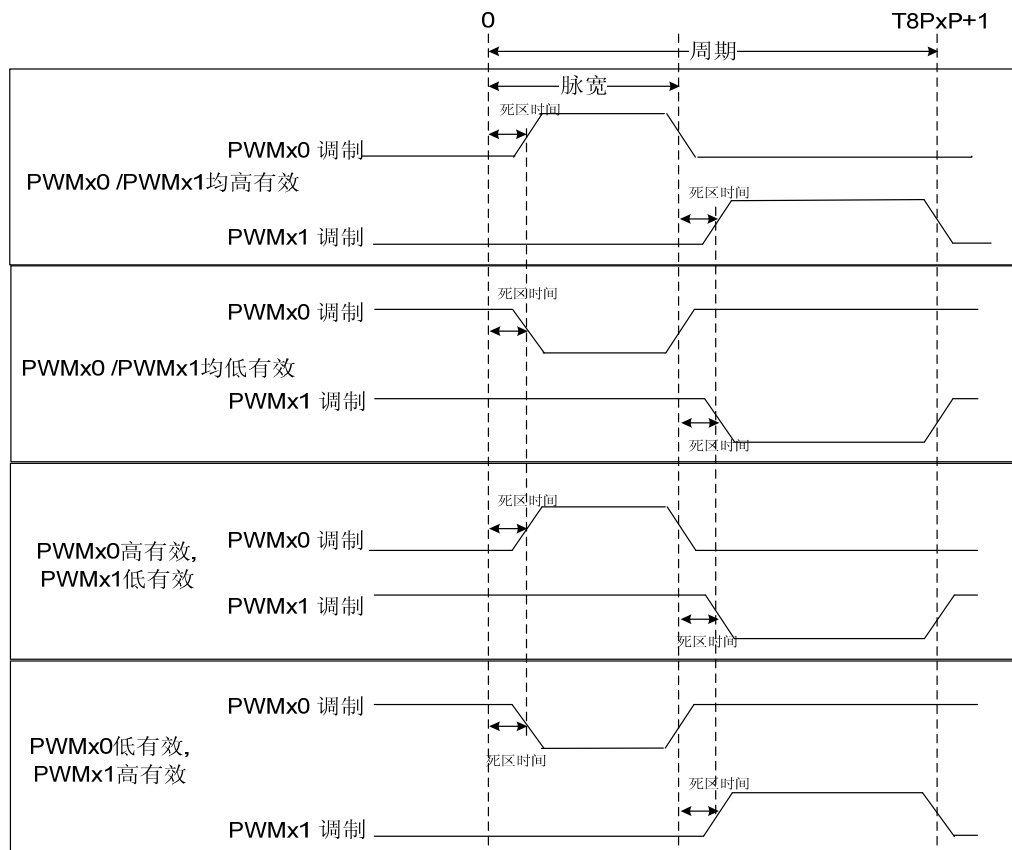 0
T8PxP+1
周期
脉宽
死区时间
PWMx0 调制
PWMx0 /PWMx1均高有效
死区时间
PWMx1 调制
死区时间
PWMx0 调制
PWMx0 /PWMx1均低有效
PWMx1 调制
死区时间
死区时间
PWMx0高有效,
PWMx0 调制
PWMx1低有效
PWMx1 调制
死区时间
PWMx0 调制
PWMx0低有效,
死区时间
PWMx1高有效
死区时间
PWMx1 调制